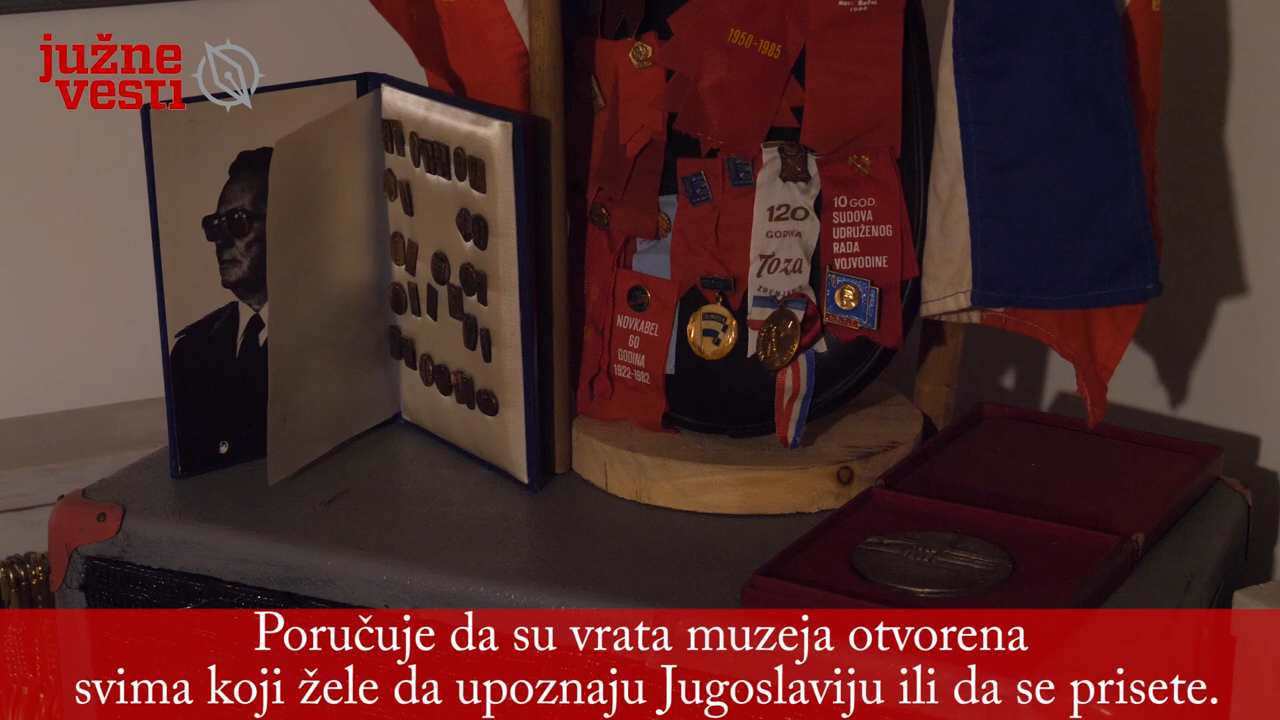 južne
vesti
1950-1985
120
GODINA
Toza
10 GOD.
SUDOVA
UDRUŽENOG
RADA
VOJVODINE
NOVKABEL
60
GODINA
1922-1982
Poručuje da su vrata muzeja otvorena
svima koji žele da upoznaju Jugoslaviju ili da se prisete.